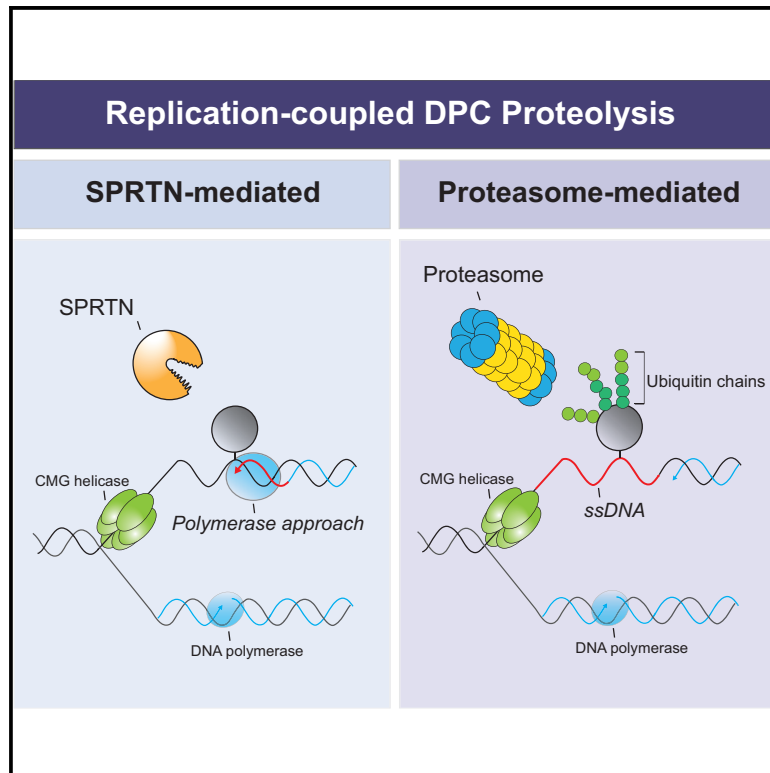 Replication-coupled DPC Proteolysis
SPRTN-mediated
Proteasome-mediated
SPRTN
CMG helicase
Polymerase approach
DNA polymerase
Proteasome
Ubiquitin chains
CMG helicase
ssDNA
DNA polymerase